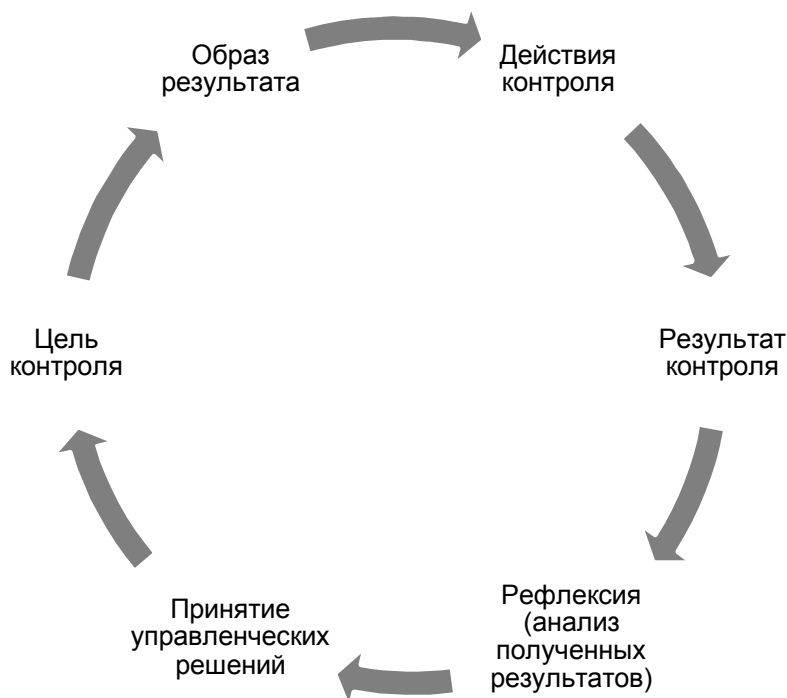 Образ
результата
Действия
контроля
Результат
контроля
Рефлексия
(анализ
полученных
результатов)
Принятие
управленческих
решений
Цель
контроля